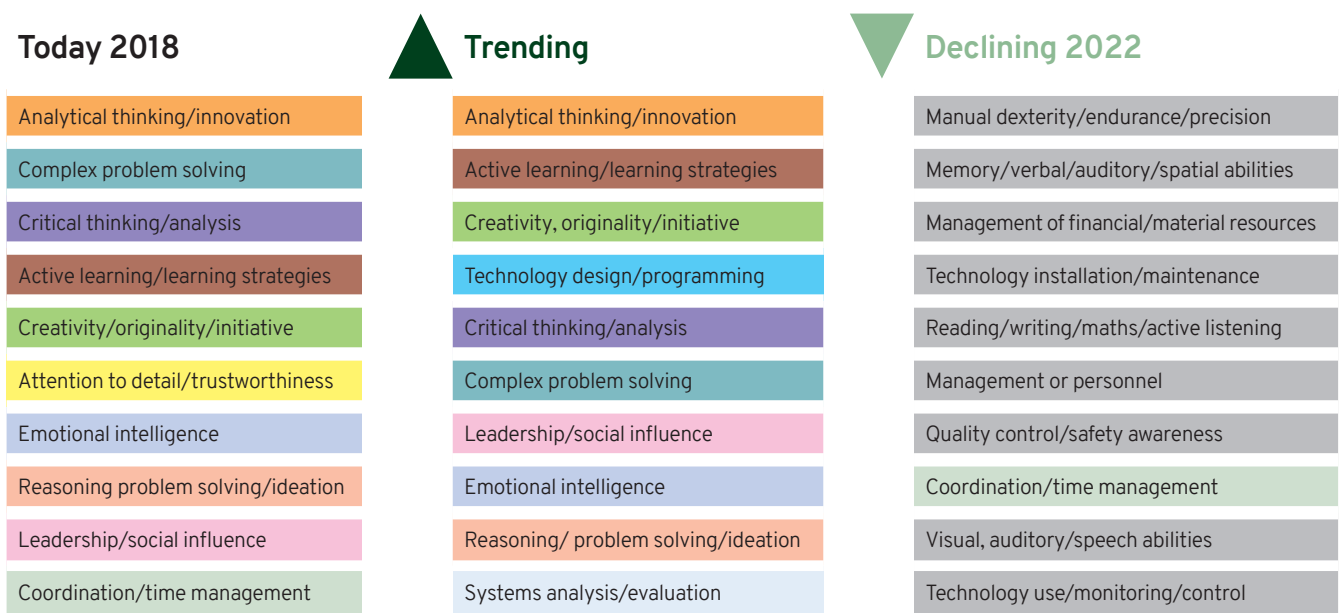 Today 2018
Analytical thinking/innovation
Complex problem solving
Critical thinking/analysis
Active learning/learning strategies
Creativity/originality/initiative
Attention to detail/trustworthiness
Emotional intelligence
Reasoning problem solving/ideation
Leadership/social influence
Coordination/time management
Trending
Analytical thinking/innovation
Active learning/learning strategies
Creativity, originality/initiative
Technology design/programming
Critical thinking/analysis
Complex problem solving
Leadership/social influence
Emotional intelligence
Reasoning/ problem solving/ideation
Systems analysis/evaluation
Declining 2022
Manual dexterity/endurance/precision
Memory/verbal/auditory/spatial abilities
Management of financial/material resources
Technology installation/maintenance
Reading/writing/maths/active listening
Management or personnel
Quality control/safety awareness
Coordination/time management
Visual, auditory/speech abilities
Technology use/monitoring/control